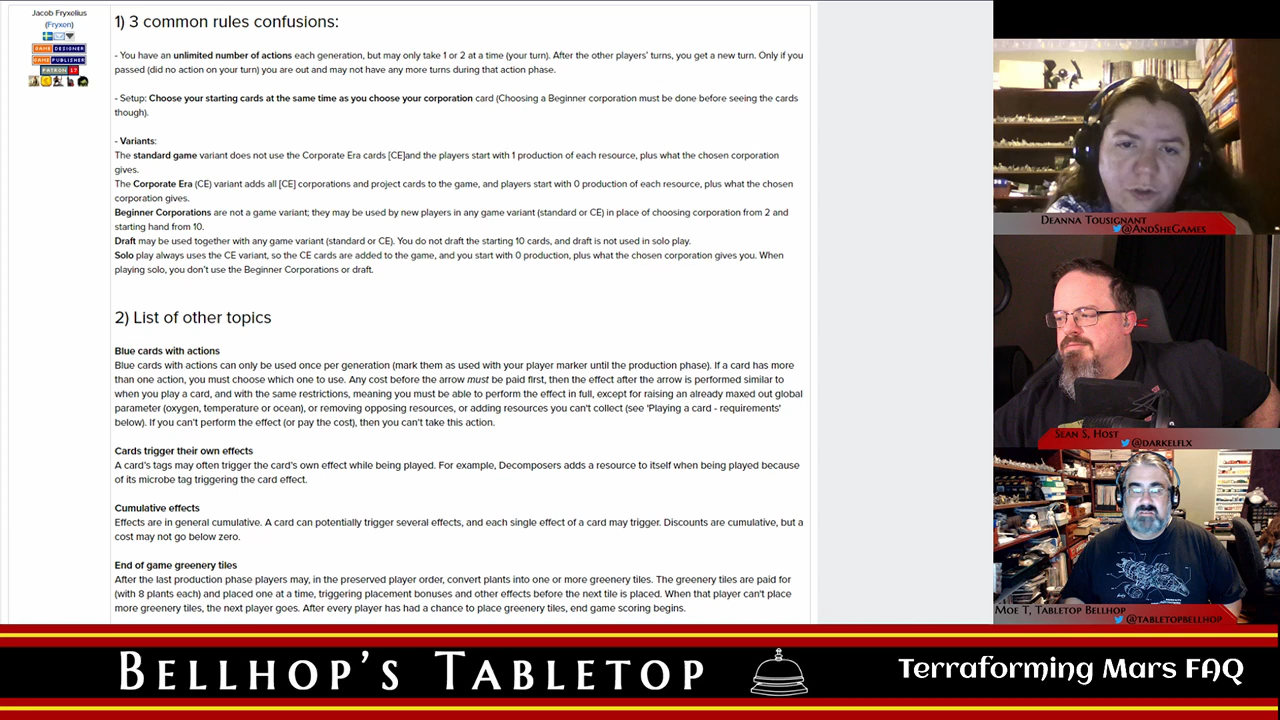 Jacob Fryxelius
(Fryxen)
GAME DESIGNER
GAME PUBLISHER
PATRON 17
1) 3 common rules confusions:
- You have an unlimited number of actions each generation, but may only take 1 or 2 at a time (your turn). After the other players' turns, you get a new turn. Only if you
passed (did no action on your turn) you are out and may not have any more turns during that action phase.
- Setup: Choose your starting cards at the same time as you choose your corporation card (Choosing a Beginner corporation must be done before seeing the cards
though).
- Variants:
The standard game variant does not use the Corporate Era cards [CE]and the players start with 1 production of each resource, plus what the chosen corporation
gives.
The Corporate Era (CE) variant adds all [CE] corporations and project cards to the game, and players start with 0 production of each resource, plus what the chosen
corporation gives.
Beginner Corporations are not a game variant; they may be used by new players in any game variant (standard or CE) in place of choosing corporation from 2 and
starting hand from 10.
Draft may be used together with any game variant (standard or CE). You do not draft the starting 10 cards, and draft is not used in solo play.
Solo play always uses the CE variant, so the CE cards are added to the game, and you start with 0 production, plus what the chosen corporation gives you. When
playing solo, you don't use the Beginner Corporations or draft.
2) List of other topics
Blue cards with actions
Blue cards with actions can only be used once per generation (mark them as used with your player marker until the production phase). If a card has more
than one action, you must choose which one to use. Any cost before the arrow must be paid first, then the effect after the arrow is performed similar to
when you play a card, and with the same restrictions, meaning you must be able to perform the effect in full, except for raising an already maxed out global
parameter (oxygen, temperature or ocean), or removing opposing resources, or adding resources you can't collect (see 'Playing a card - requirements'
below). If you can't perform the effect (or pay the cost), then you can't take this action.
Cards trigger their own effects
A card's tags may often trigger the card's own effect while being played. For example, Decomposers adds a resource to itself when being played because
of its microbe tag triggering the card effect.
Cumulative effects
Effects are in general cumulative. A card can potentially trigger several effects, and each single effect of a card may trigger. Discounts are cumulative, but a
cost may not go below zero.
End of game greenery tiles
After the last production phase players may, in the preserved player order, convert plants into one or more greenery tiles. The greenery tiles are paid for
(with 8 plants each) and placed one at a time, triggering placement bonuses and other effects before the next tile is placed. When that player can't place
more greenery tiles, the next player goes. After every player has had a chance to place greenery tiles, end game scoring begins.
Deanna Tousignant
@AndSheGames
Sean S, Host
@darkelflx
Moe T, Tabletop Bellhop
@tabletopbellhop
Bellhop's Tabletop
Terraforming Mars FAQ